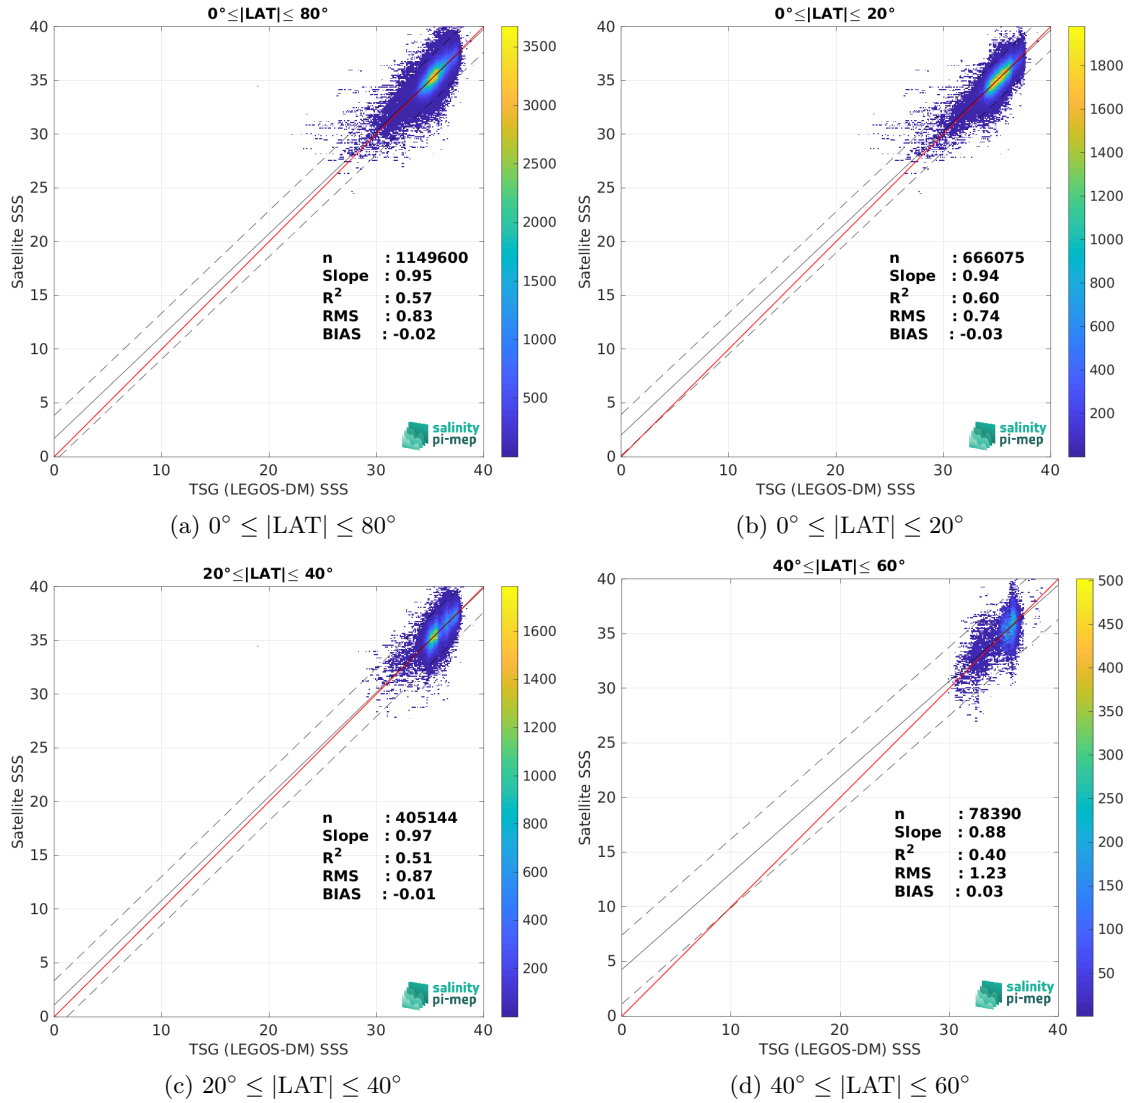 0°≤|LAT|≤ 80°
40
35
30
25
20
15
10
5
0
Satellite SSS
0
10
20
30
40
TSG (LEGOS-DM) SSS
n : 1149600
Slope : 0.95
R² : 0.57
RMS : 0.83
BIAS : -0.02
salinity
pi-mep
3500
3000
2500
2000
1500
1000
500
(a) 0° ≤ |LAT| ≤ 80°
0°≤|LAT|≤ 20°
40
35
30
25
20
15
10
5
0
Satellite SSS
0
10
20
30
40
TSG (LEGOS-DM) SSS
n : 666075
Slope : 0.94
R² : 0.60
RMS : 0.74
BIAS : -0.03
salinity
pi-mep
1800
1600
1400
1200
1000
800
600
400
200
(b) 0° ≤ |LAT| ≤ 20°
20°≤|LAT|≤ 40°
40
35
30
25
20
15
10
5
0
Satellite SSS
0
10
20
30
40
TSG (LEGOS-DM) SSS
n : 405144
Slope : 0.97
R² : 0.51
RMS : 0.87
BIAS : -0.01
salinity
pi-mep
1600
1400
1200
1000
800
600
400
200
(c) 20° ≤ |LAT| ≤ 40°
40°≤|LAT|≤ 60°
40
35
30
25
20
15
10
5
0
Satellite SSS
0
10
20
30
40
TSG (LEGOS-DM) SSS
n : 78390
Slope : 0.88
R² : 0.40
RMS : 1.23
BIAS : 0.03
salinity
pi-mep
500
450
400
350
300
250
200
150
100
50
(d) 40° ≤ |LAT| ≤ 60°